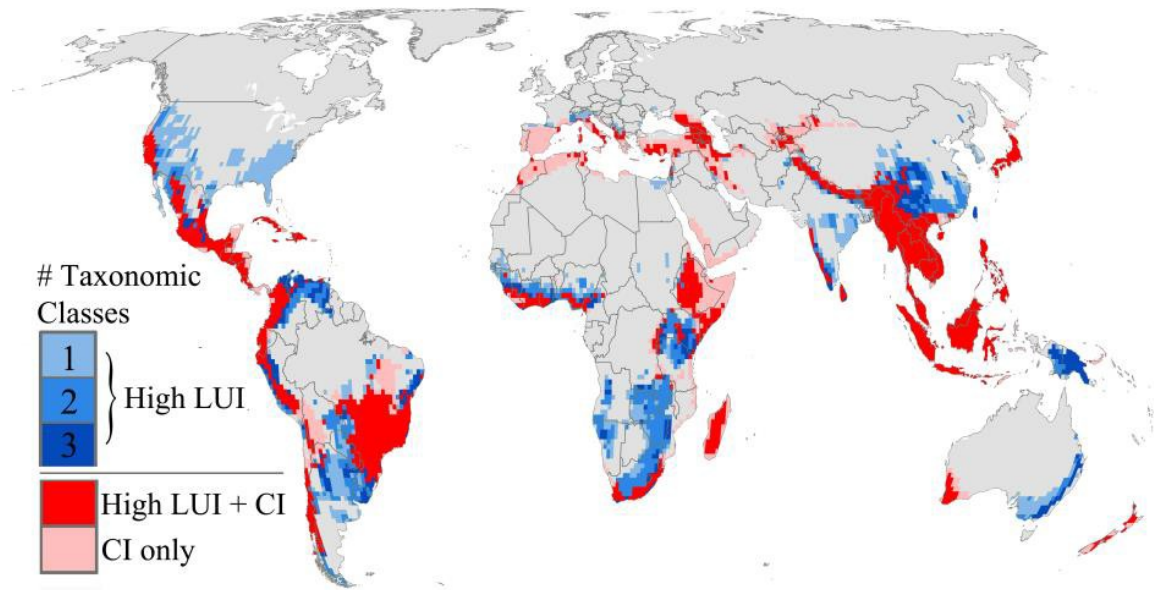 # Taxonomic
Classes
1
2
3
High LUI
High LUI + CI
CI only